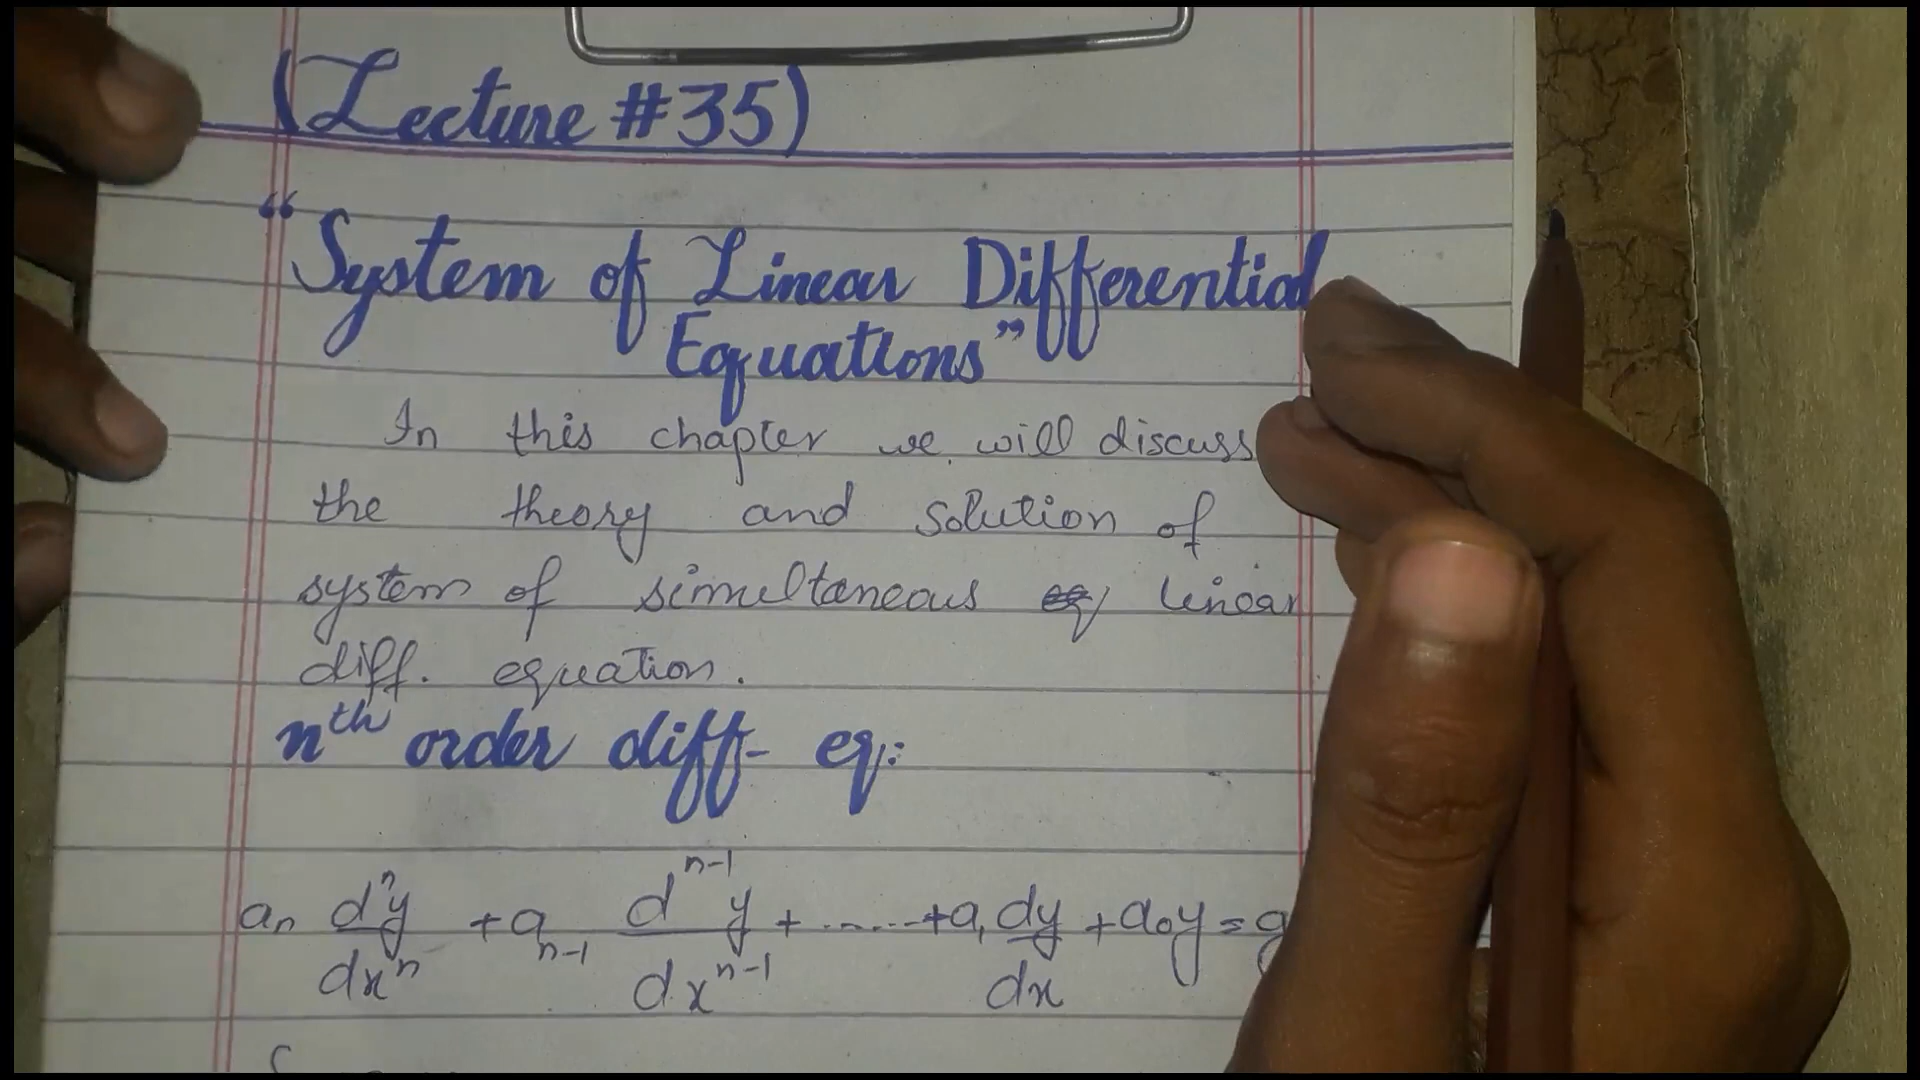 (Lecture #35)
"System of Linear Differential
Equations"
In this chapter we will discuss
the theory and solution of
system of simultaneous linear
diff. equation.
nth order diff- eq:
aₙ dⁿy/dxⁿ + aₙ₋₁ dⁿ⁻¹y/dxⁿ⁻¹ + ...... + a₁ dy/dx + a₀y = g